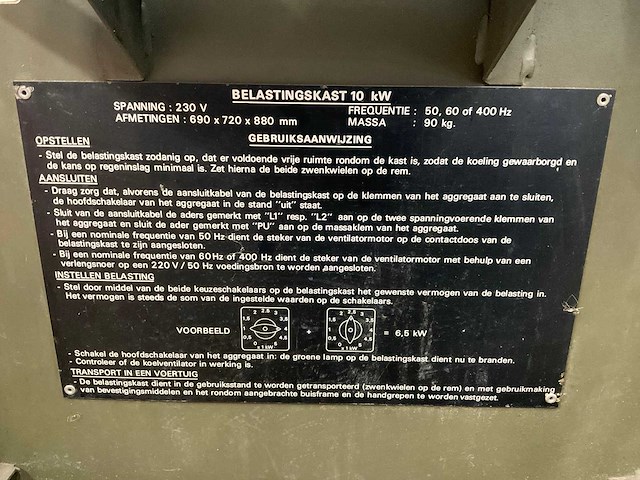 BELASTINGSKAST 10 kW
SPANNING : 230 V FREQUENTIE : 50, 60 of 400 Hz
AFMETINGEN : 690 x 720 x 880 mm MASSA : 90 kg.
GEBRUIKSAANWIJZING
OPSTELLEN
- Stel de belastingskast zodanig op, dat er voldoende vrije ruimte rondom de kast is, zodat de koeling gewaarborgd en
de kans op regeninslag minimaal is. Zet hierna de beide zwenkwielen op de rem.
AANSLUITEN
- Draag zorg dat, alvorens de aansluitkabel van de belastingskast op de klemmen van het aggregaat aan te sluiten,
de hoofdschakelaar van het aggregaat in de stand "uit" staat.
- Sluit van de aansluitkabel de aders gemerkt met "L1" resp. "L2" aan op de twee spanningvoerende klemmen van
het aggregaat en sluit de ader gemerkt met "PU" aan op de massaklem van het aggregaat.
- Bij een nominale frequentie van 50 Hz dient de steker van de ventilatormotor op de contactdoos van de
belastingskast te zijn aangesloten.
- Bij een nominale frequentie van 60 Hz of 400 Hz dient de steker van de ventilatormotor met behulp van een
verlengsnoer op een 220 V / 50 Hz voedingsbron te worden aangesloten.
INSTELLEN BELASTING
- Stel door middel van de beide keuzeschakelaars op de belastingskast het gewenste vermogen van de belasting in.
Het vermogen is steeds de som van de ingestelde waarden op de schakelaars.
VOORBEELD + = 6,5 kW
- Schakel de hoofdschakelaar van het aggregaat in: de groene lamp op de belastingskast dient nu te branden.
- Controleer of de koelventilator in werking is.
TRANSPORT IN EEN VOERTUIG
- De belastingskast dient in de gebruiksstand te worden getransporteerd (zwenkwielen op de rem) en met gebruikmaking
van bevestigingsmiddelen en het rondom aangebrachte buisframe en de handgrepen te worden vastgezet.